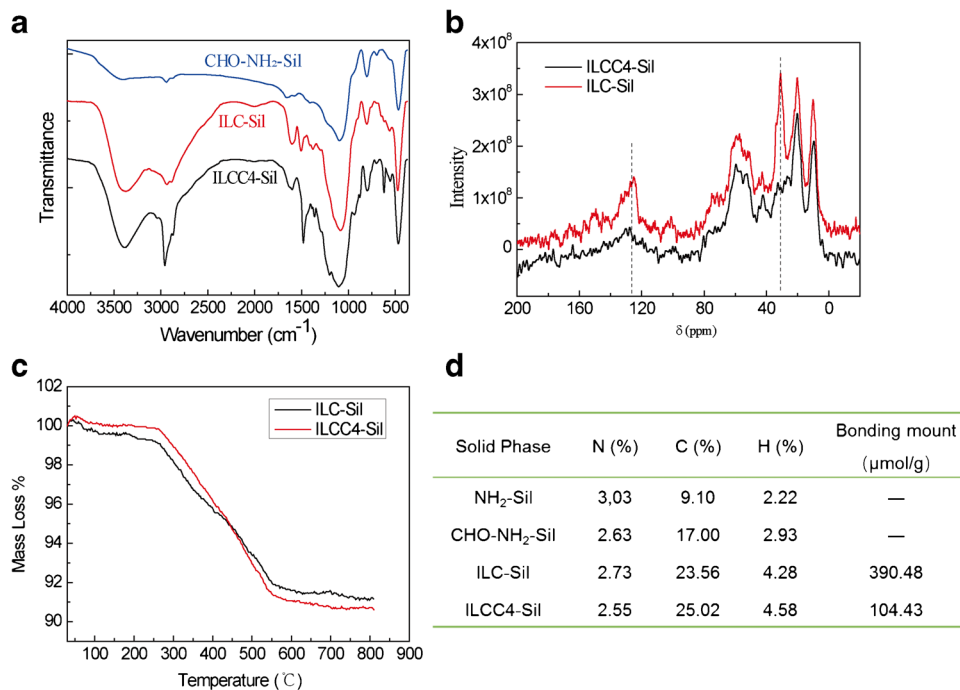 a
CHO-NH₂-Sil
ILC-Sil
ILCC4-Sil
Transmittance
4000 3500 3000 2500 2000 1500 1000 500
Wavenumber (cm⁻¹)
b
4x10⁸
3x10⁸
2x10⁸
1x10⁸
0
ILCC4-Sil
ILC-Sil
Intensity
200 160 120 80 40 0
δ (ppm)
c
102
100
98
96
94
92
90
ILC-Sil
ILCC4-Sil
Mass Loss %
100 200 300 400 500 600 700 800 900
Temperature (℃)
d
Solid Phase N (%) C (%) H (%) Bonding mount
(μmol/g)
NH₂-Sil 3,03 9.10 2.22 —
CHO-NH₂-Sil 2.63 17.00 2.93 —
ILC-Sil 2.73 23.56 4.28 390.48
ILCC4-Sil 2.55 25.02 4.58 104.43